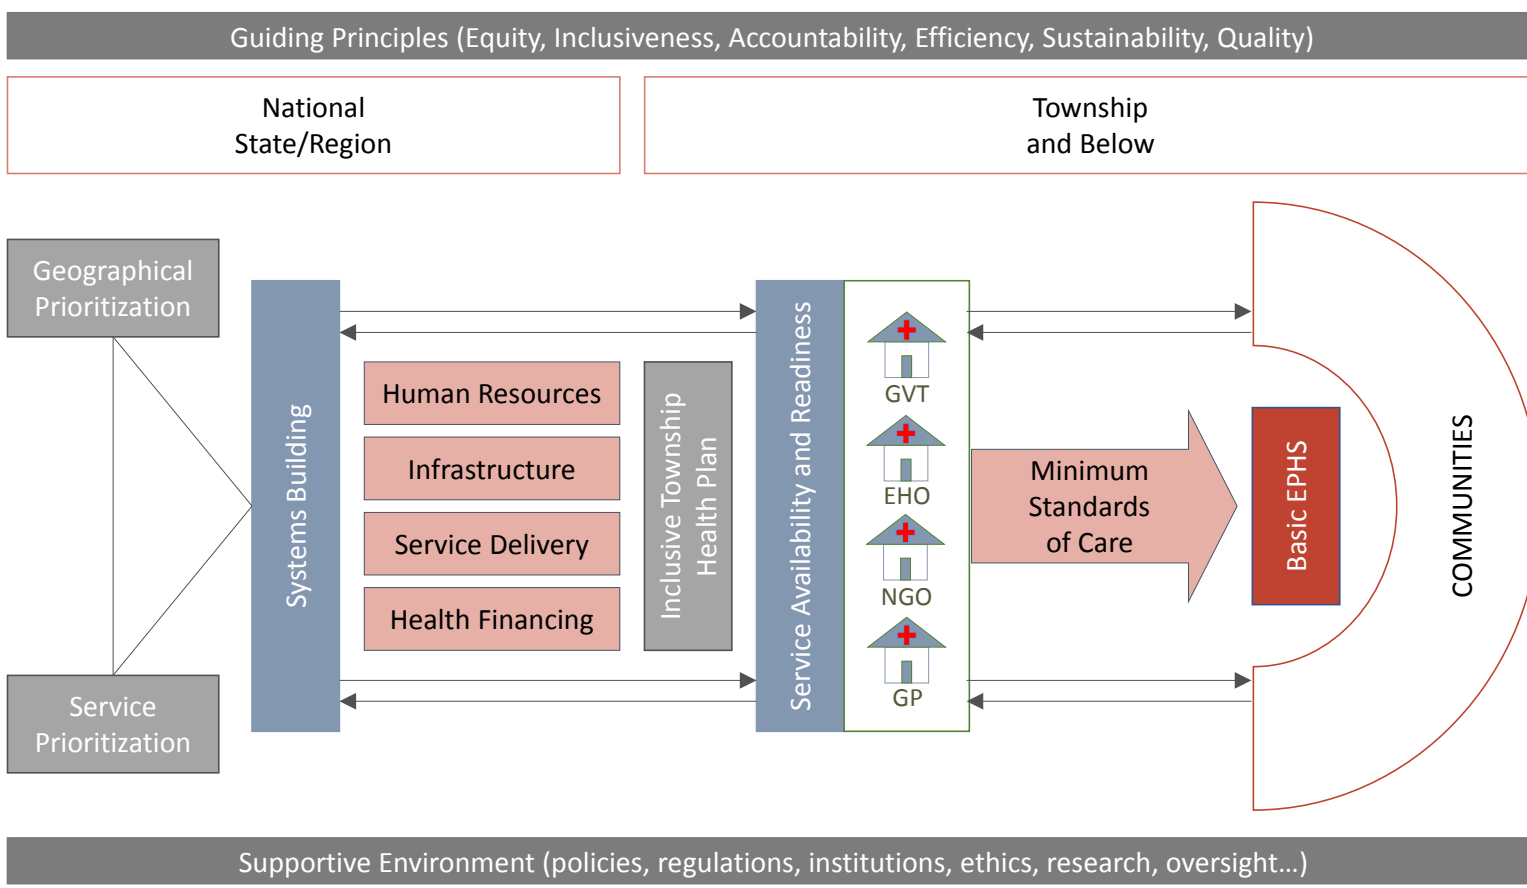 Guiding Principles (Equity, Inclusiveness, Accountability, Efficiency, Sustainability, Quality)
National
State/Region
Township
and Below
Geographical
Prioritization
Service
Prioritization
Systems Building
Human Resources
Infrastructure
Service Delivery
Health Financing
Inclusive Township
Health Plan
Service Availability and Readiness
GVT
EHO
NGO
GP
Minimum
Standards
of Care
Basic EPHS
COMMUNITIES
Supportive Environment (policies, regulations, institutions, ethics, research, oversight...)